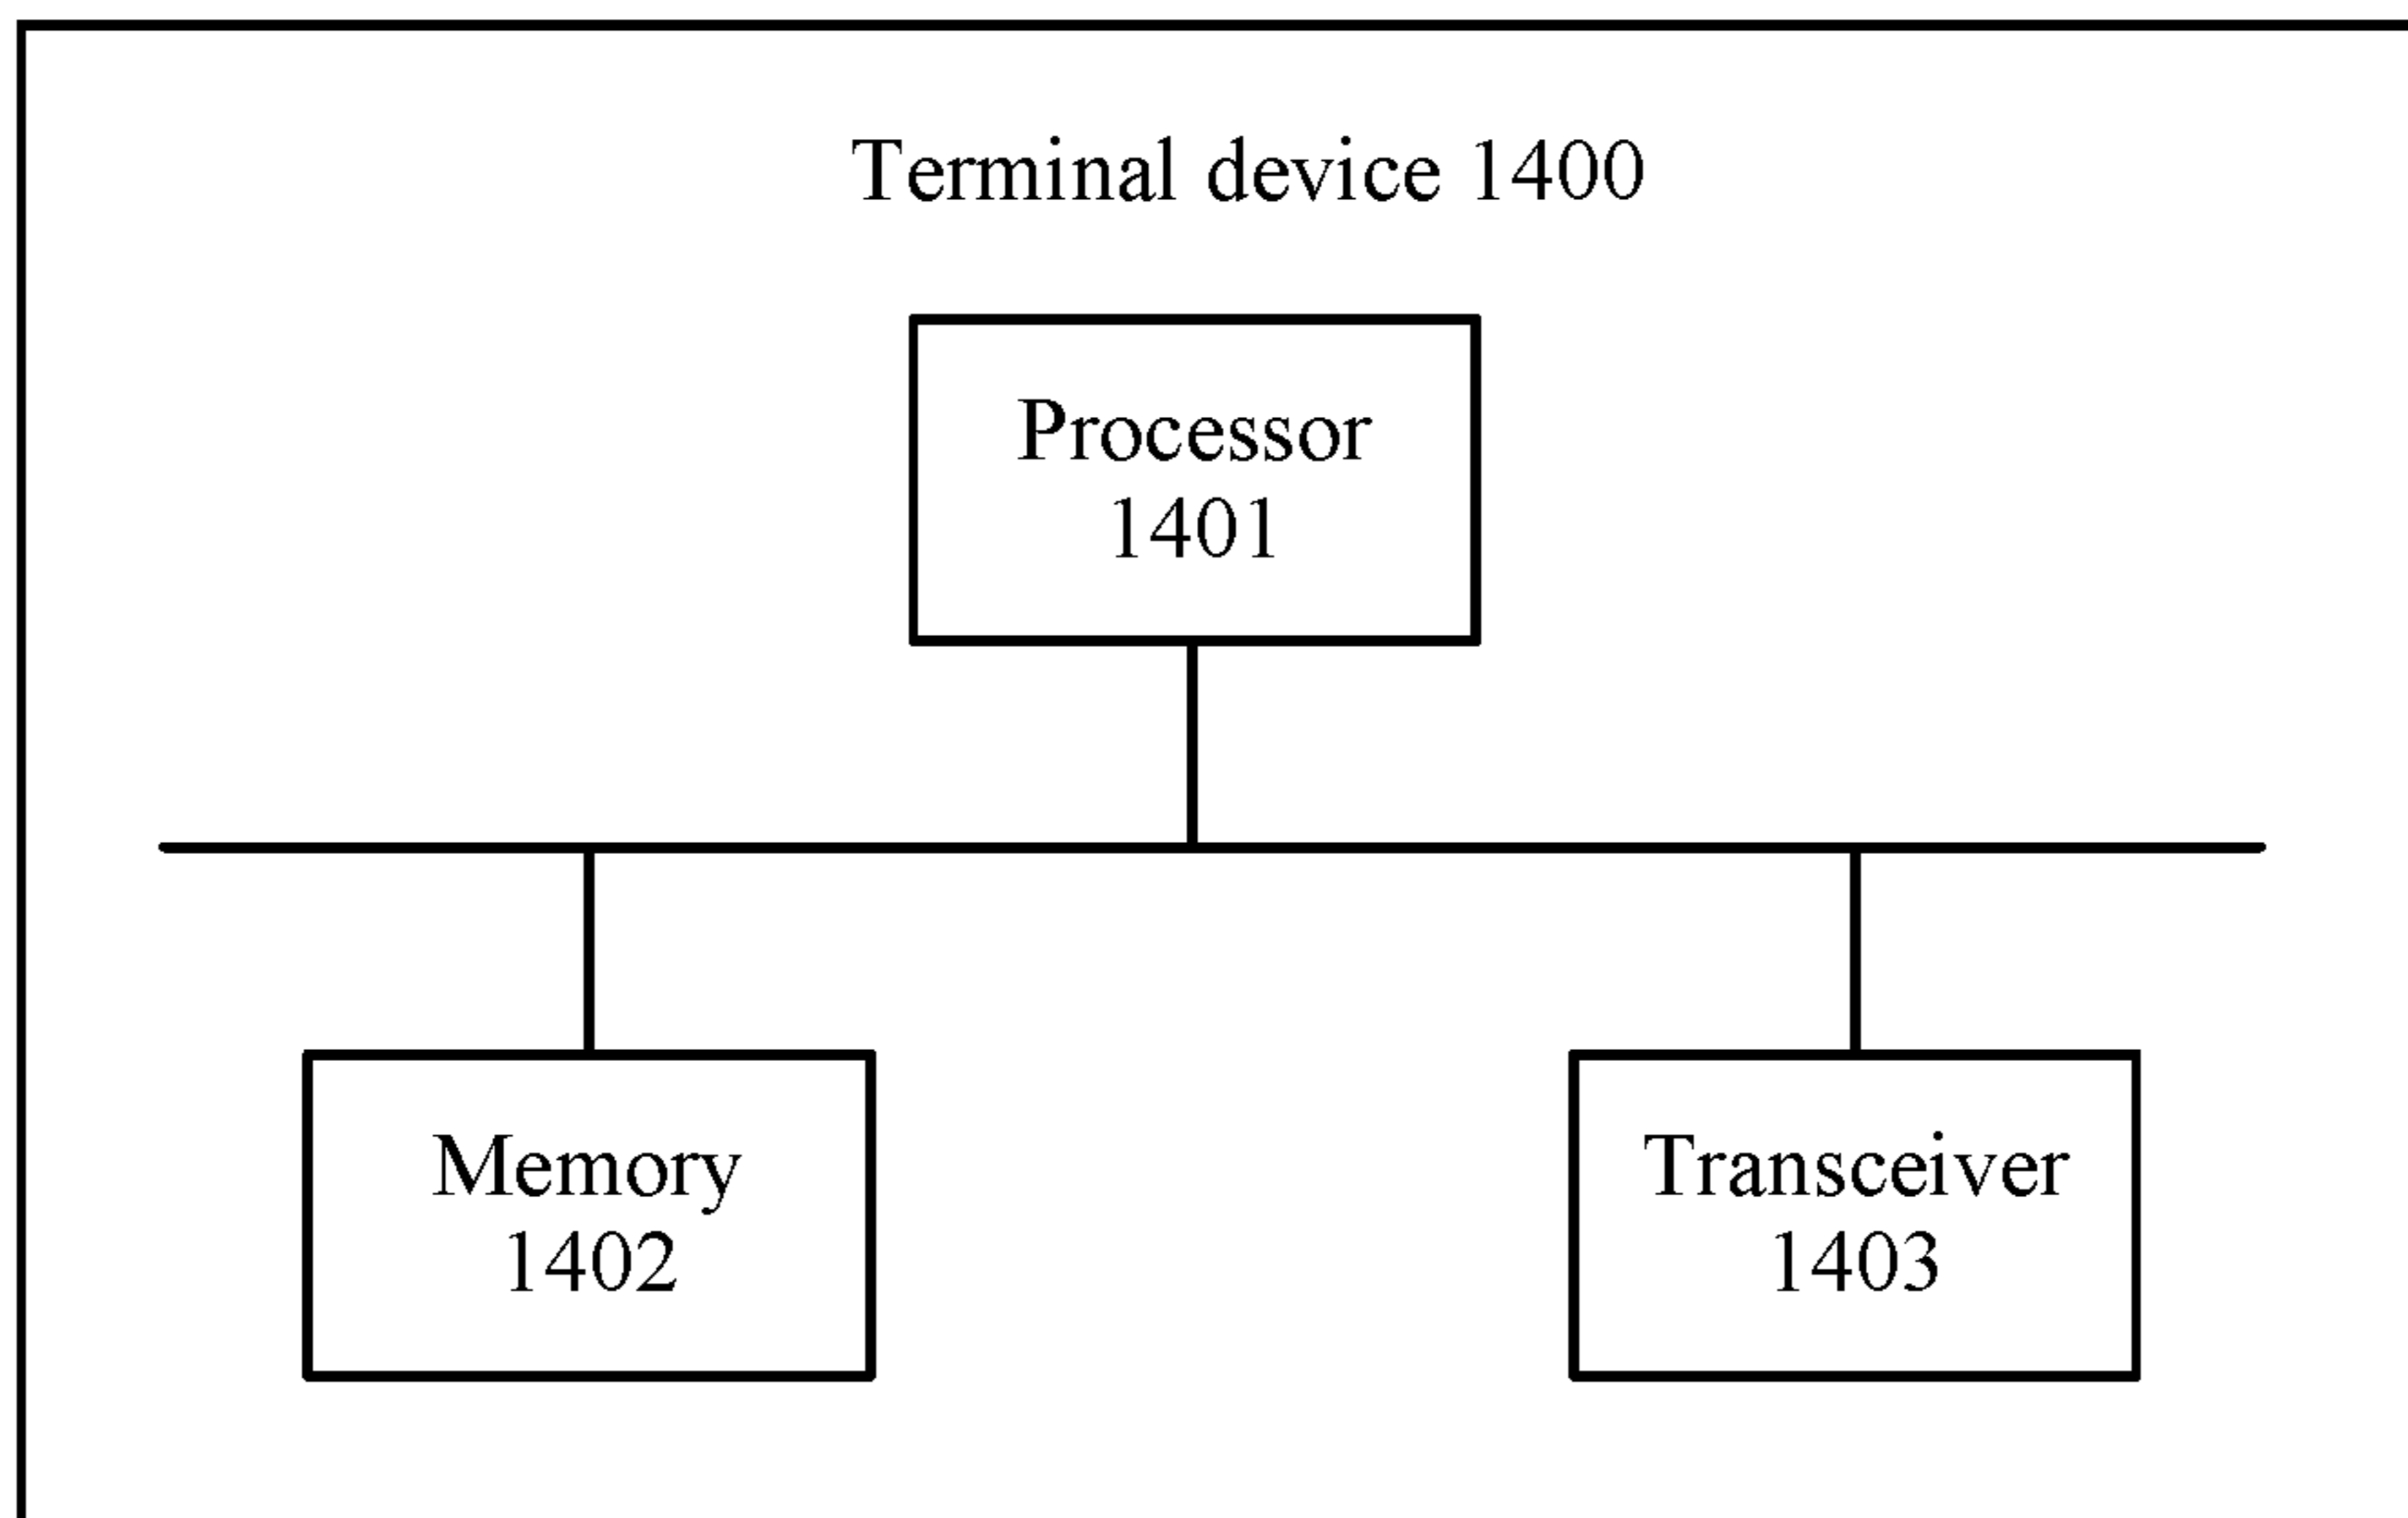 Terminal device 1400
Processor
1401
Memory
1402
Transceiver
1403